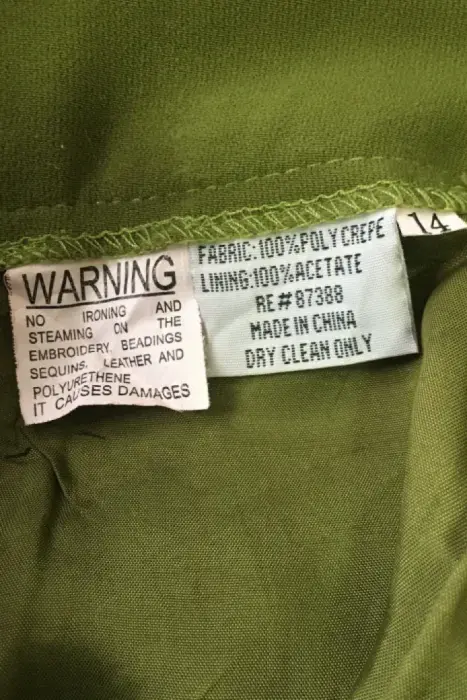 WARNING
NO IRONING AND
STEAMING ON THE
EMBROIDERY, BEADINGS
SEQUINS, LEATHER AND
POLYURETHENE
IT CAUSES DAMAGES
FABRIC:100%POLY CREPE
LINING:100%ACETATE
RE#87388
MADE IN CHINA
DRY CLEAN ONLY
14